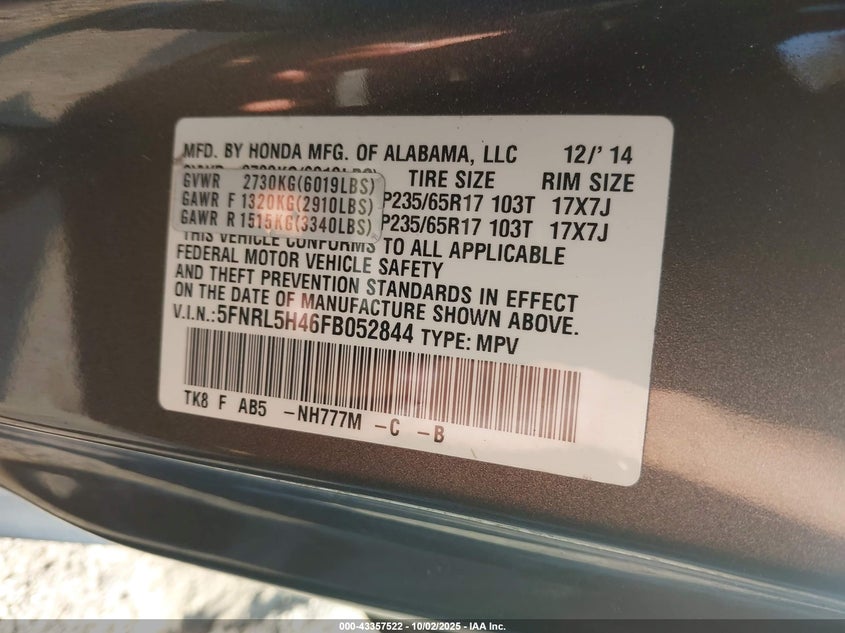 MFD. BY HONDA MFG. OF ALABAMA, LLC 12/' 14
TIRE SIZE RIM SIZE
GVWR 2730KG(6019LBS)
GAWR F 1320KG(2910LBS) P235/65R17 103T 17X7J
GAWR R 1515KG(3340LBS) P235/65R17 103T 17X7J
THIS VEHICLE CONFORMS TO ALL APPLICABLE
FEDERAL MOTOR VEHICLE SAFETY
AND THEFT PREVENTION STANDARDS IN EFFECT
ON THE DATE OF MANUFACTURE SHOWN ABOVE.
V.I.N.:5FNRL5H46FB052844 TYPE: MPV
TK8 F AB5 -NH777M -C -B
000-43357522 - 10/02/2025 - IAA Inc.